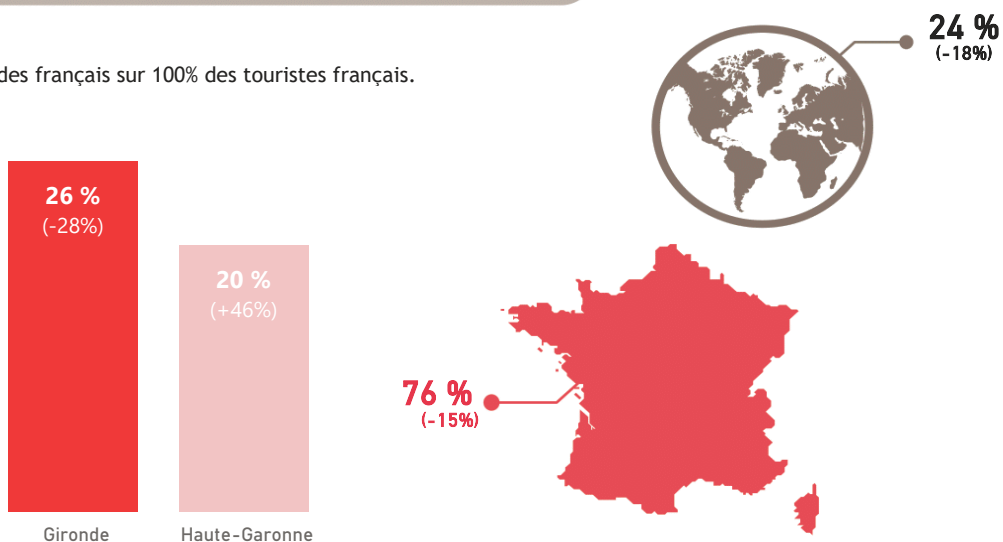 24 %
(-18%)
des français sur 100% des touristes français.
26 %
(-28%)
20 %
(+46%)
76 %
(-15%)
Gironde
Haute-Garonne